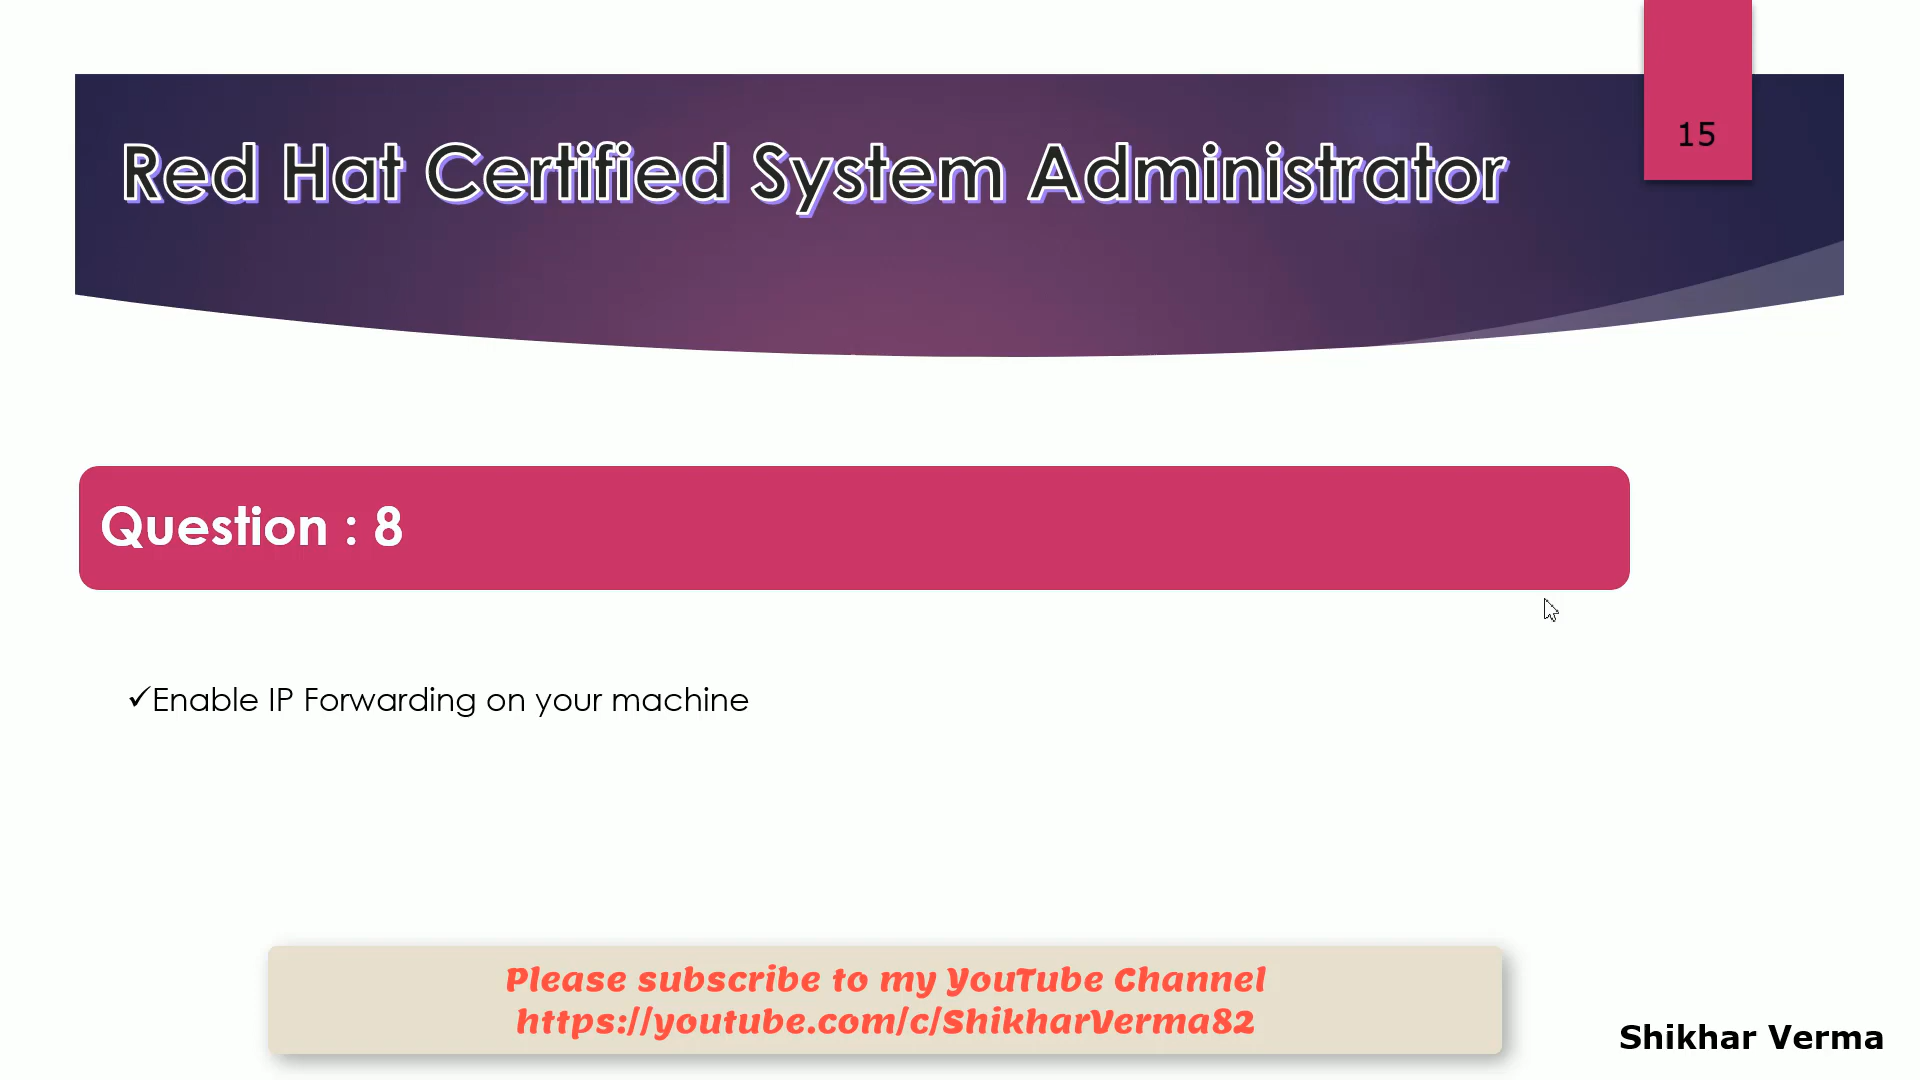 15
Red Hat Certified System Administrator
Question : 8
✓Enable IP Forwarding on your machine
Please subscribe to my YouTube Channel
https://youtube.com/c/ShikharVerma82
Shikhar Verma